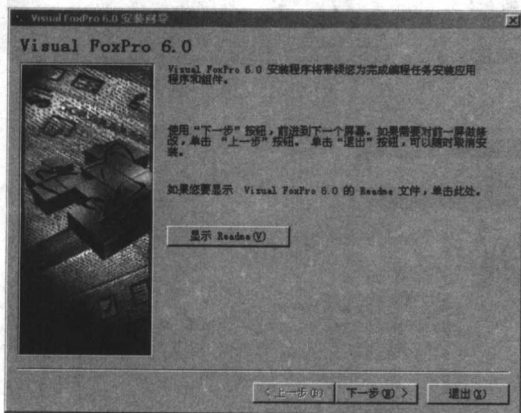 Visual FoxPro 6.0 安装向导
Visual FoxPro 6.0
Visual FoxPro 6.0 安装程序将带领您为完成编程任务安装应用
程序和组件。
使用“下一步”按钮，前进到下一个屏幕。如果需要对前一屏做修
改，单击 “上一步”按钮。 单击“退出”按钮，可以随时取消安
装。
如果您要显示 Visual FoxPro 6.0 的 Readme 文件，单击此处。
显示 Readme(V)
<上一步(B)
下一步(N) >
退出(X)